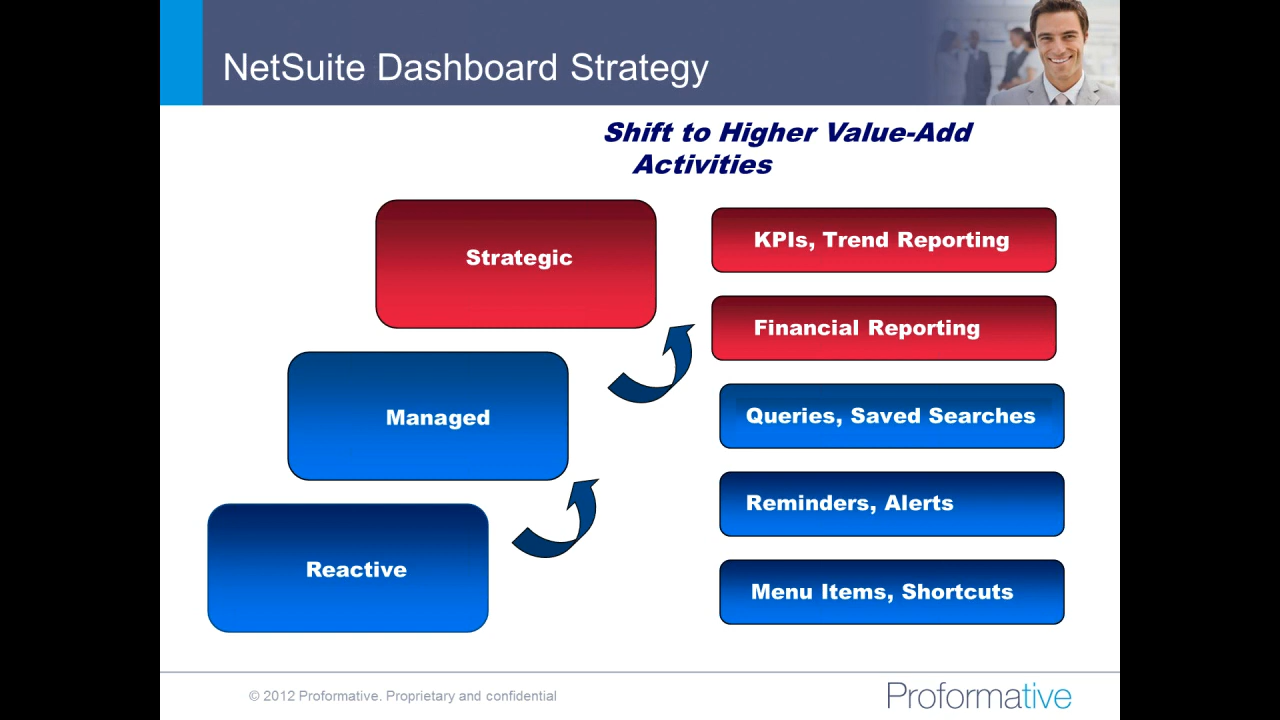 NetSuite Dashboard Strategy
Shift to Higher Value-Add
Activities
Strategic
KPIs, Trend Reporting
Financial Reporting
Managed
Queries, Saved Searches
Reminders, Alerts
Reactive
Menu Items, Shortcuts
© 2012 Proformative. Proprietary and confidential
Proformative